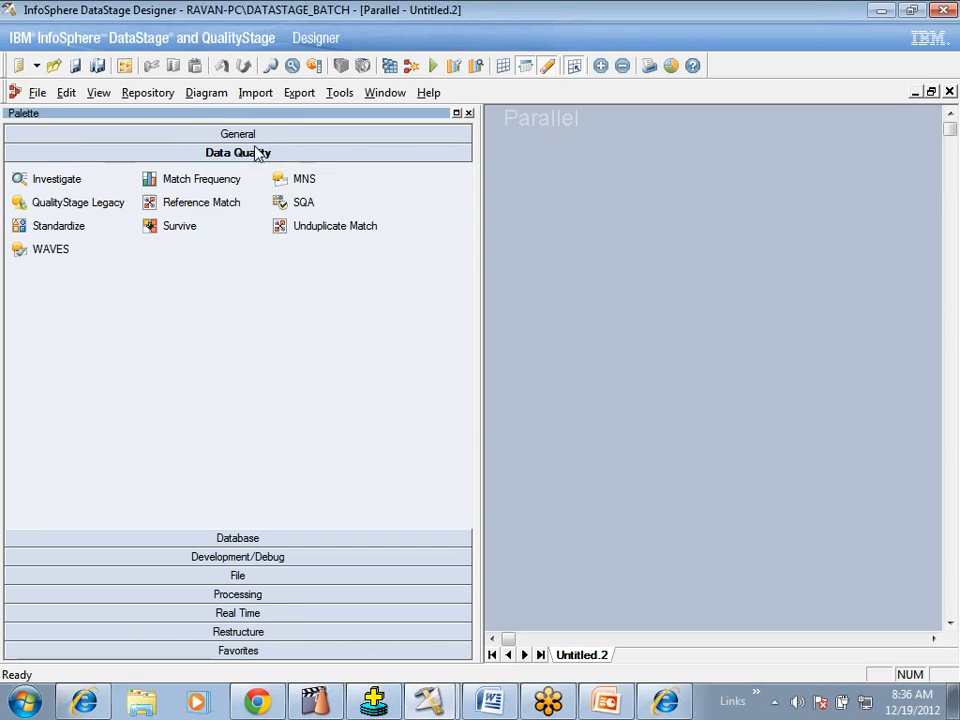 InfoSphere DataStage Designer - RAVAN-PC\DATASTAGE_BATCH - [Parallel - Untitled.2]
IBM® InfoSphere™ DataStage® and QualityStage Designer IBM.
File Edit View Repository Diagram Import Export Tools Window Help
Palette
General
Data Quality
Investigate Match Frequency MNS
QualityStage Legacy Reference Match SQA
Standardize Survive Unduplicate Match
WAVES
Database
Development/Debug
File
Processing
Real Time
Restructure
Favorites
Parallel
Untitled.2
Ready NUM
Links » 8:36 AM
12/19/2012